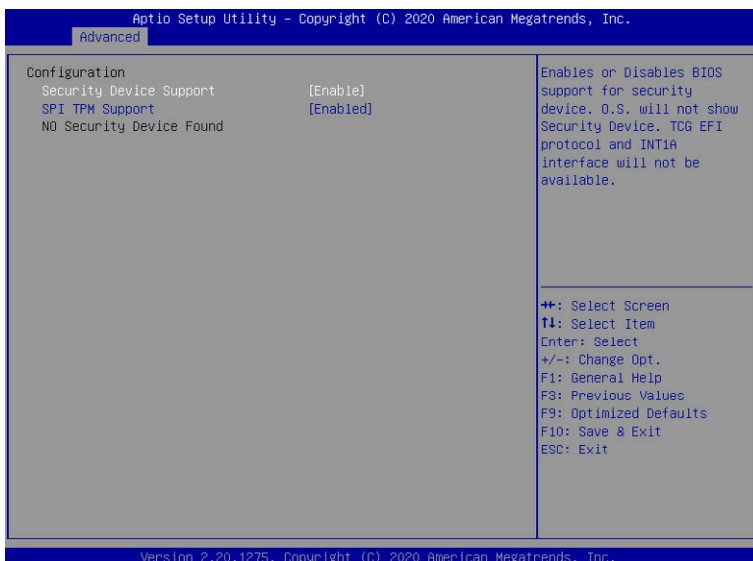 Aptio Setup Utility – Copyright (C) 2020 American Megatrends, Inc.
Advanced
Configuration
Security Device Support [Enable]
SPI TPM Support [Enabled]
NO Security Device Found
Enables or Disables BIOS
support for security
device. O.S. will not show
Security Device. TCG EFI
protocol and INT1A
interface will not be
available.
→←: Select Screen
↑↓: Select Item
Enter: Select
+/-: Change Opt.
F1: General Help
F3: Previous Values
F9: Optimized Defaults
F10: Save & Exit
ESC: Exit
Version 2.20.1275. Copyright (C) 2020 American Megatrends, Inc.